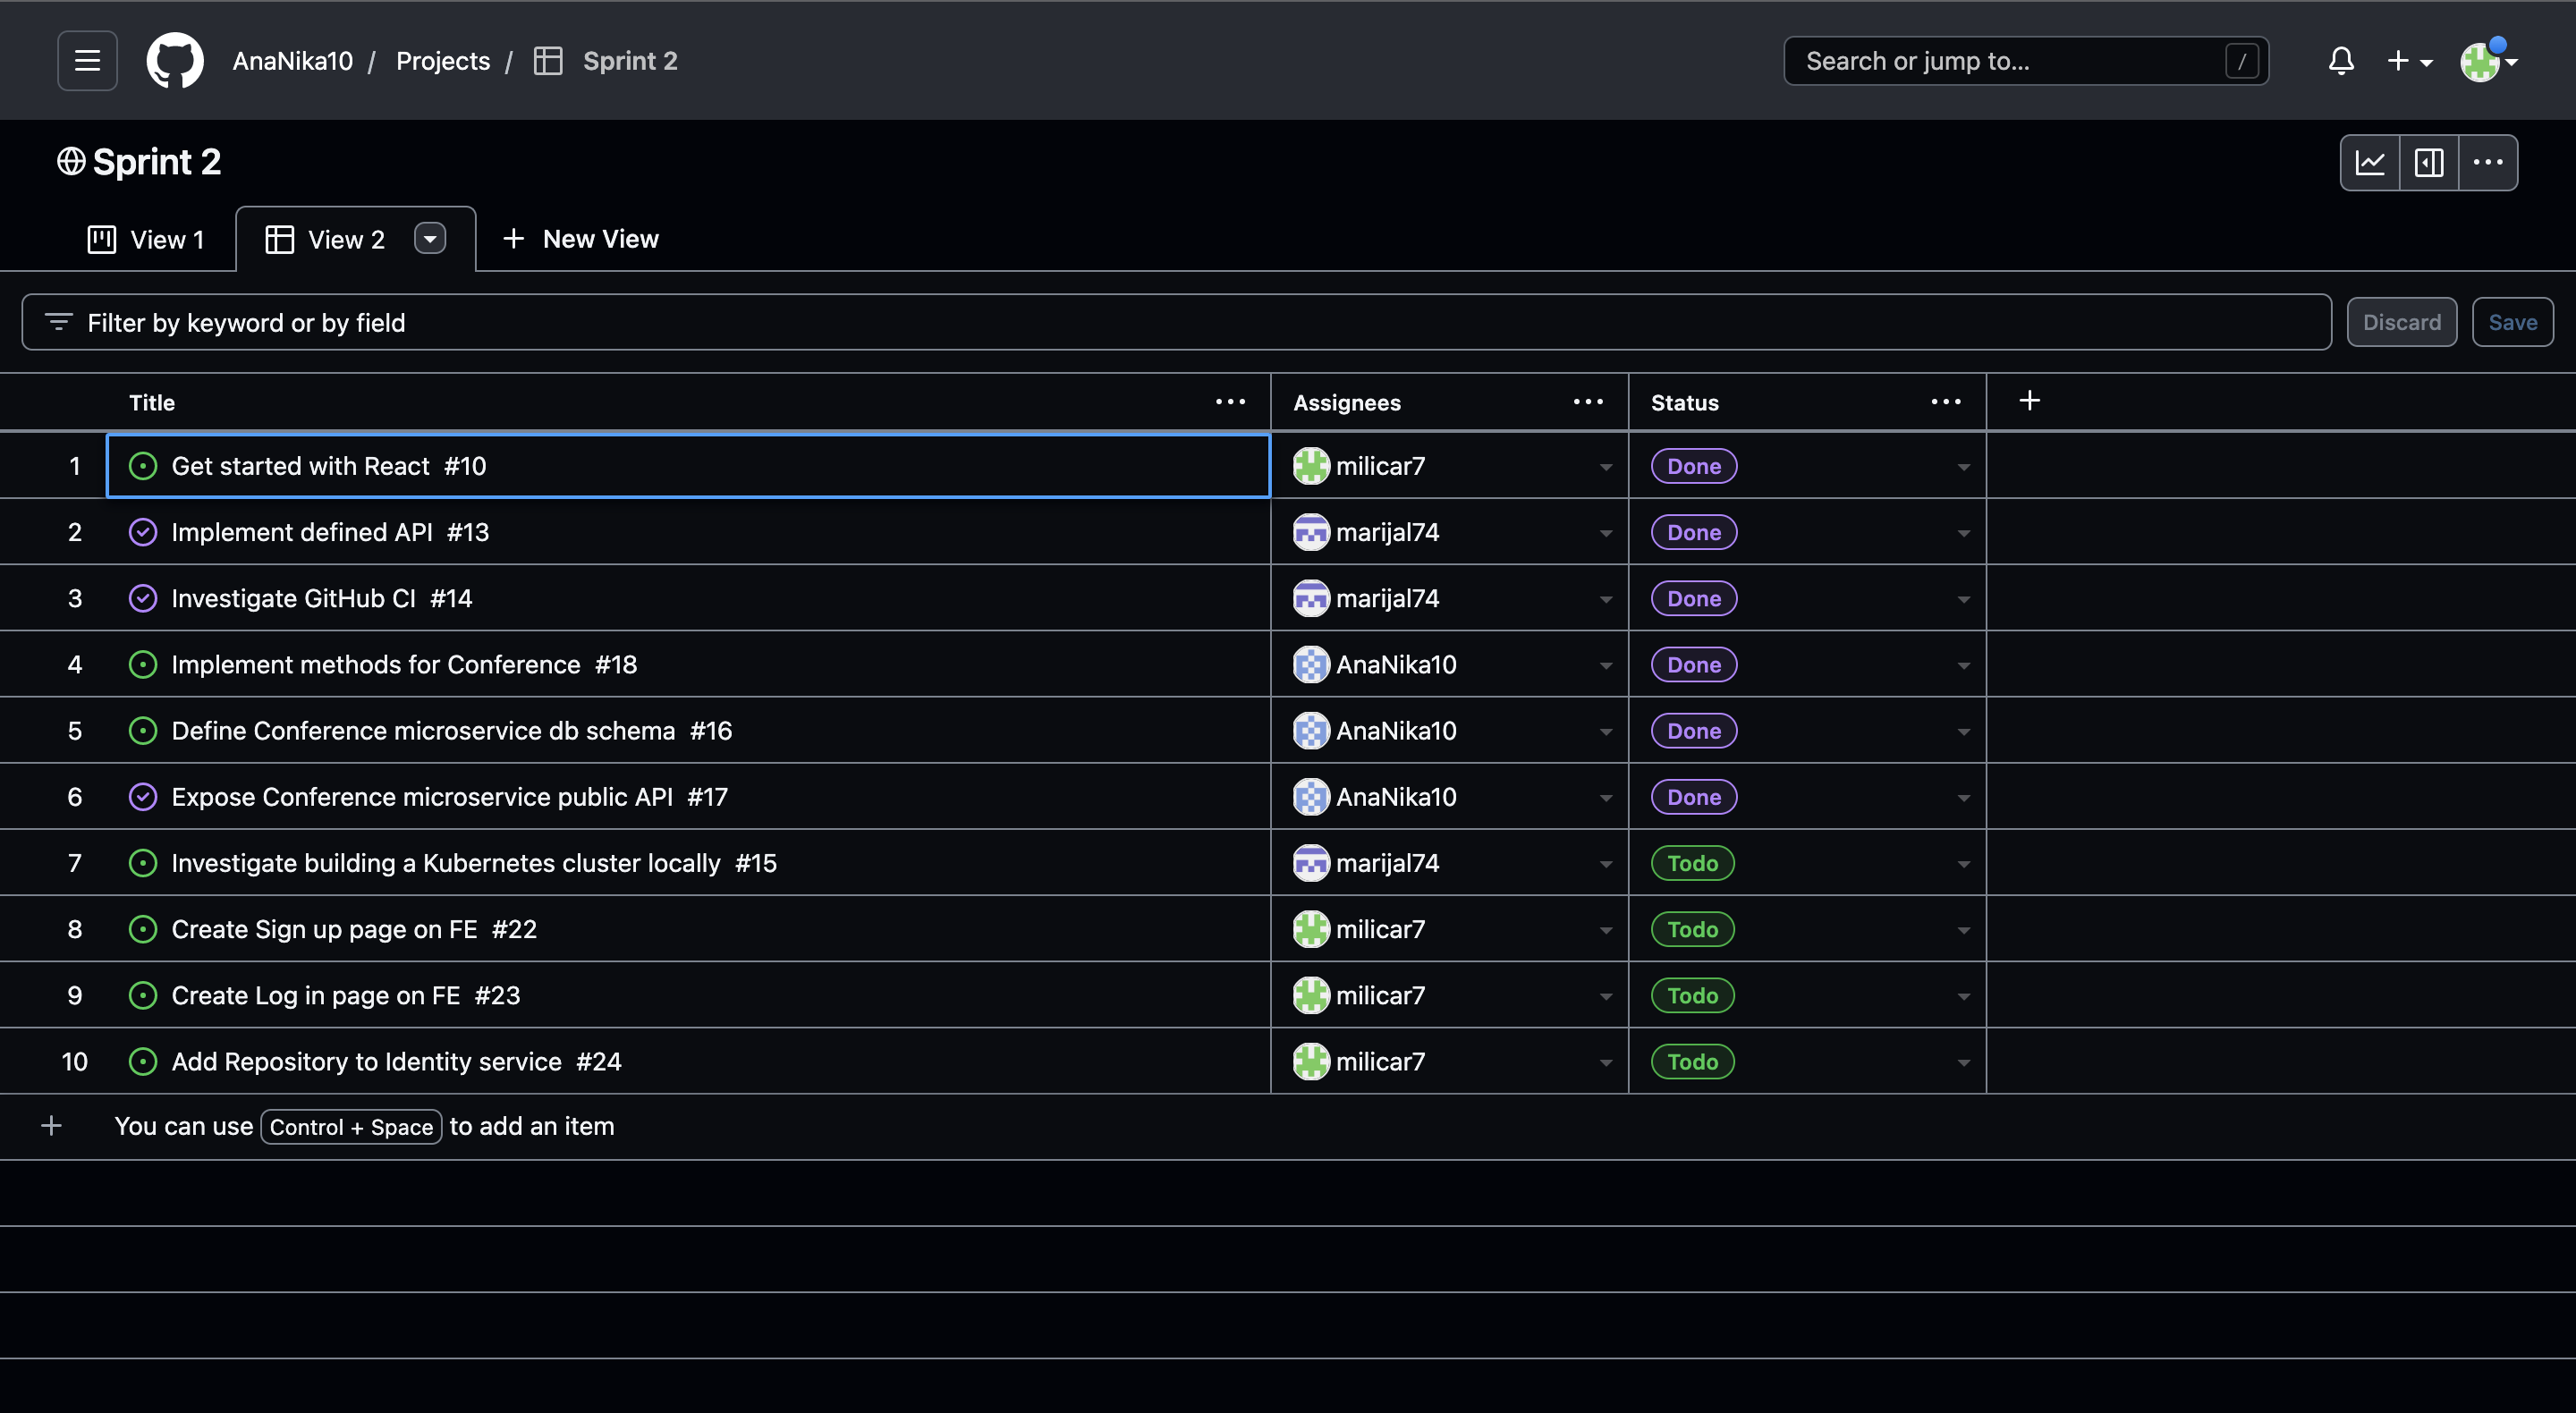 AnaNika10 / Projects / Sprint 2 Search or jump to... /
Sprint 2
View 1 View 2 + New View
Filter by keyword or by field Discard Save
Title Assignees Status +
1 Get started with React #10 milicar7 Done
2 Implement defined API #13 marijal74 Done
3 Investigate GitHub CI #14 marijal74 Done
4 Implement methods for Conference #18 AnaNika10 Done
5 Define Conference microservice db schema #16 AnaNika10 Done
6 Expose Conference microservice public API #17 AnaNika10 Done
7 Investigate building a Kubernetes cluster locally #15 marijal74 Todo
8 Create Sign up page on FE #22 milicar7 Todo
9 Create Log in page on FE #23 milicar7 Todo
10 Add Repository to Identity service #24 milicar7 Todo
+ You can use Control + Space to add an item